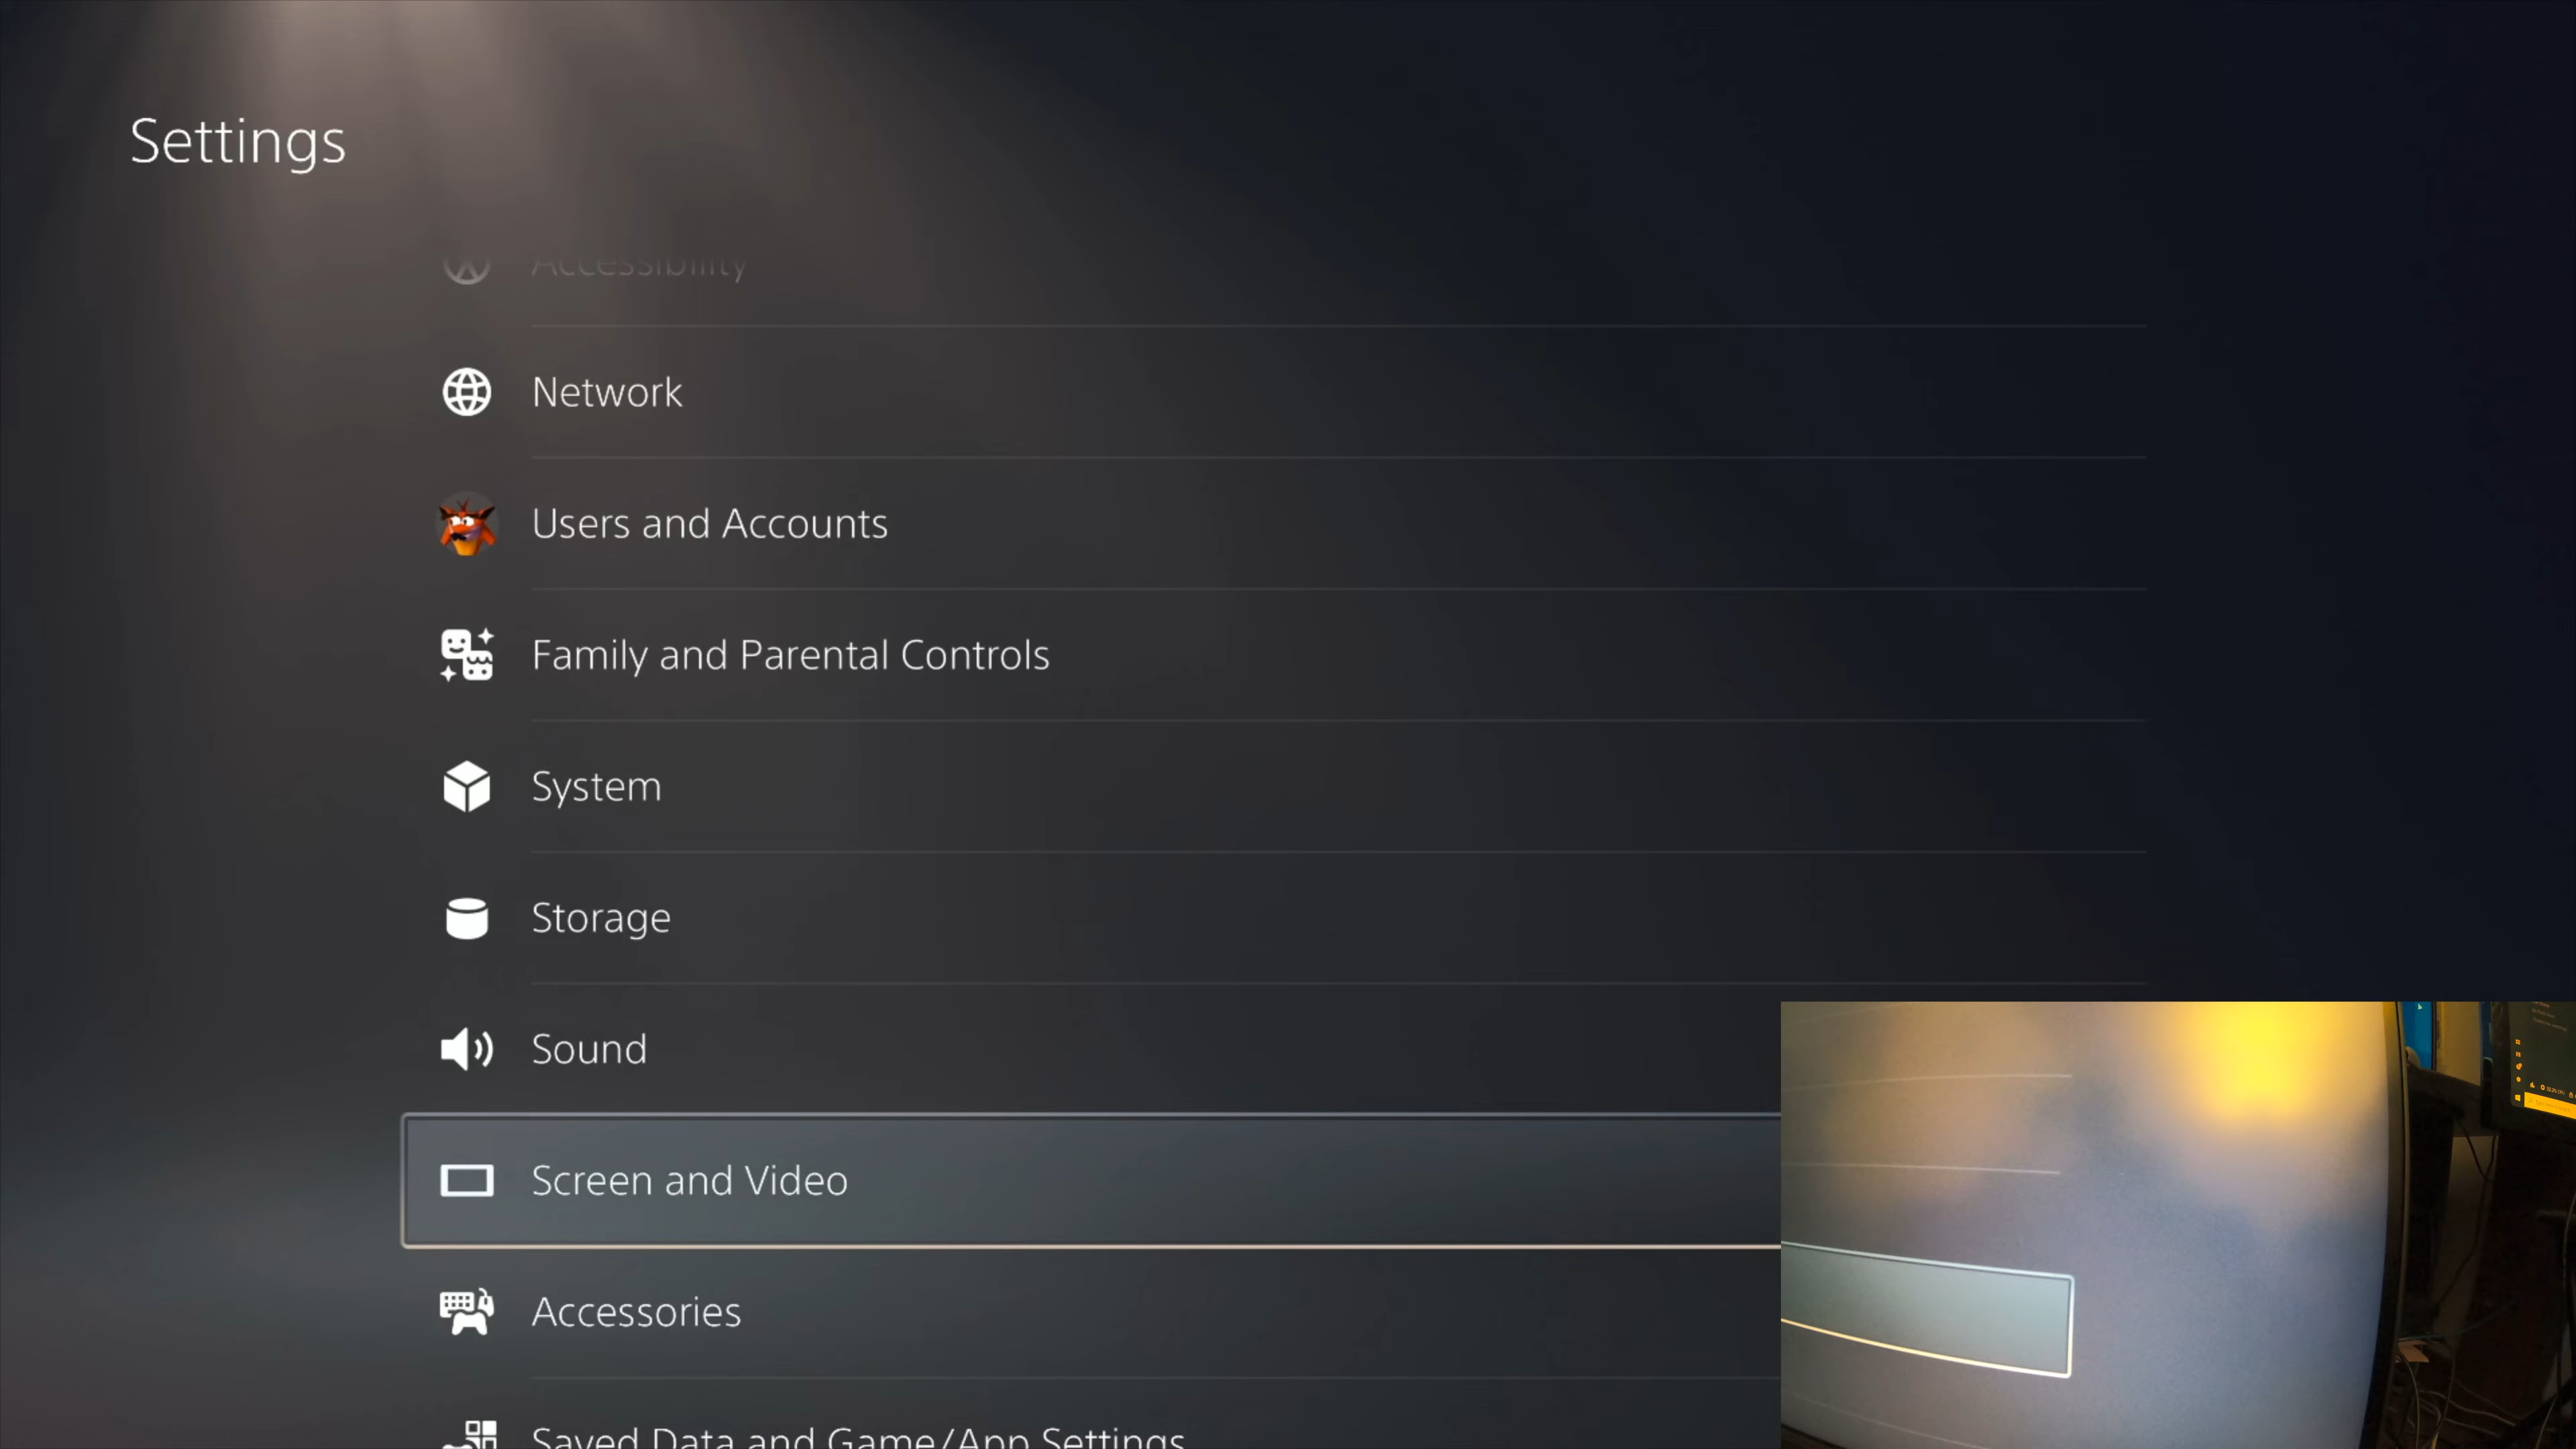 Settings
Accessibility
Network
Users and Accounts
Family and Parental Controls
System
Storage
Sound
Screen and Video
Accessories
Saved Data and Game/App Settings